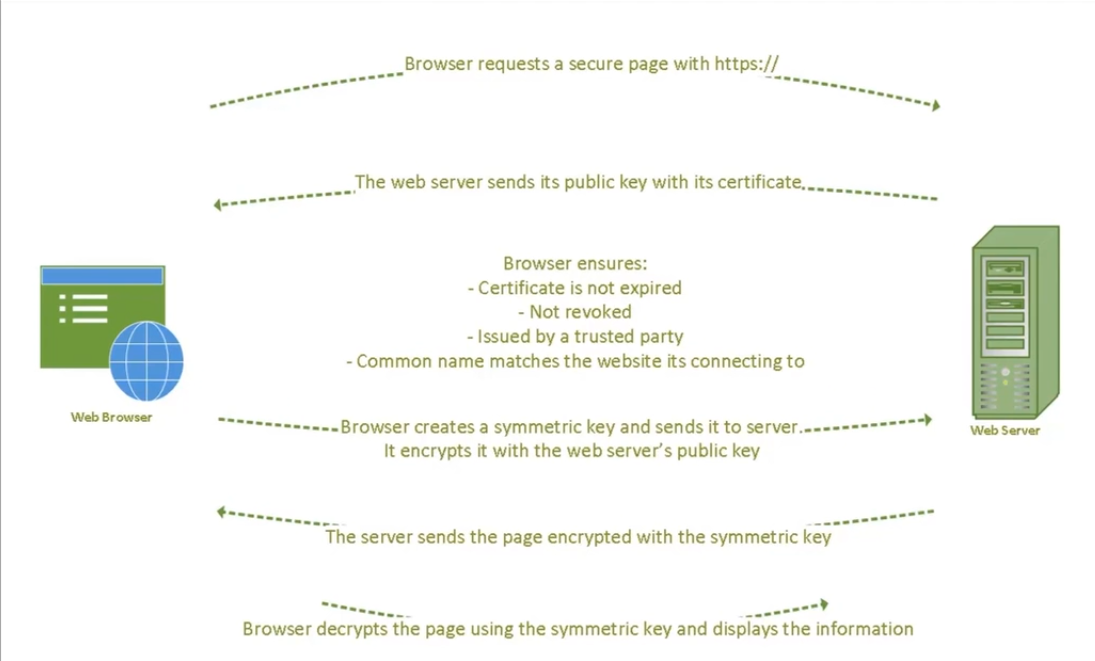 Browser requests a secure page with https://
The web server sends its public key with its certificate.
Browser ensures:
- Certificate is not expired
- Not revoked
- Issued by a trusted party
- Common name matches the website its connecting to
Web Browser
Browser creates a symmetric key and sends it to server.
It encrypts it with the web server's public key
Web Server
The server sends the page encrypted with the symmetric key
Browser decrypts the page using the symmetric key and displays the information